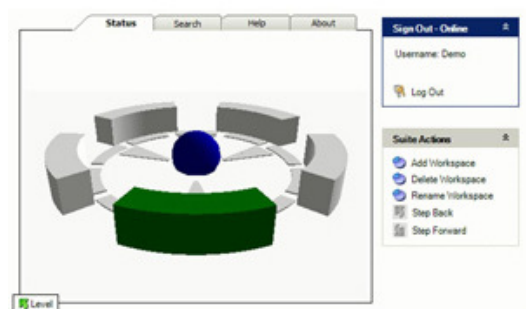 Status
Search
Help
About
Sign Out - Online
Username: Demo
Log Out
Suite Actions
Add Workspace
Delete Workspace
Rename Workspace
Step Back
Step Forward
Level